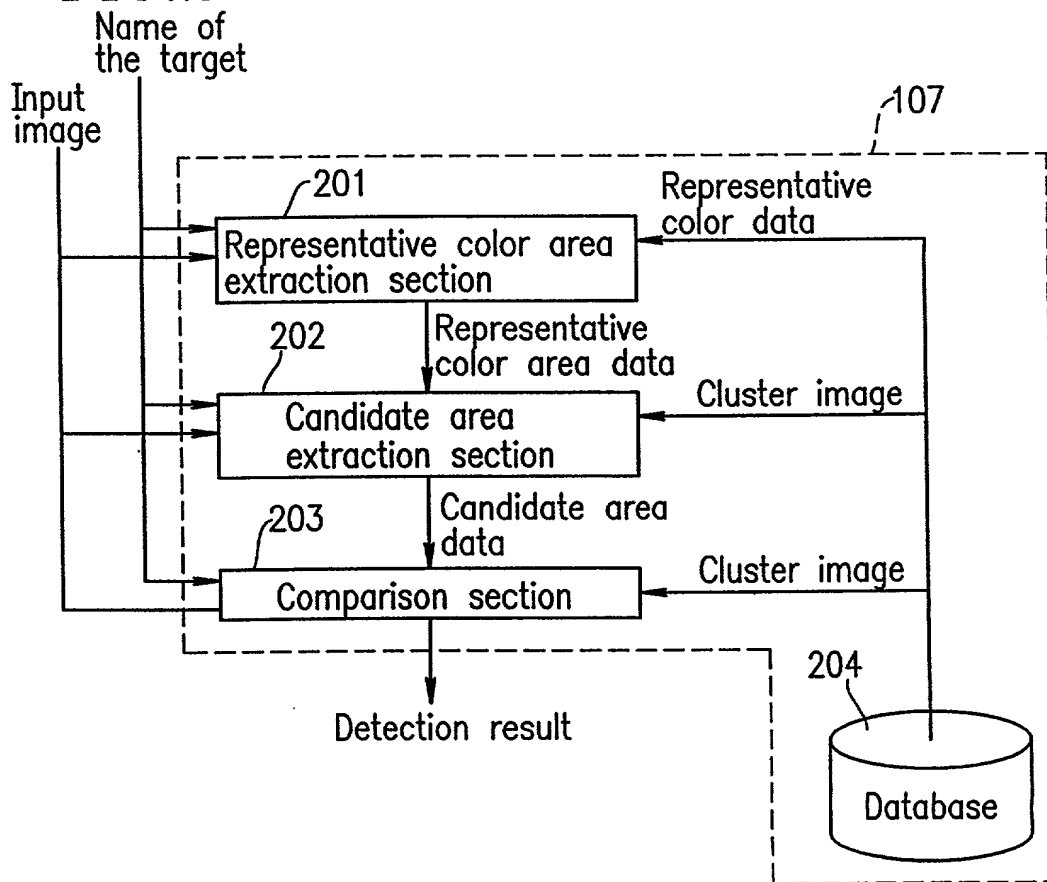 Name of
the target
Input
image
107
201
Representative
color data
Representative color area
extraction section
202
Representative
color area data
Cluster image
Candidate area
extraction section
203
Candidate area
data
Cluster image
Comparison section
204
Detection result
Database